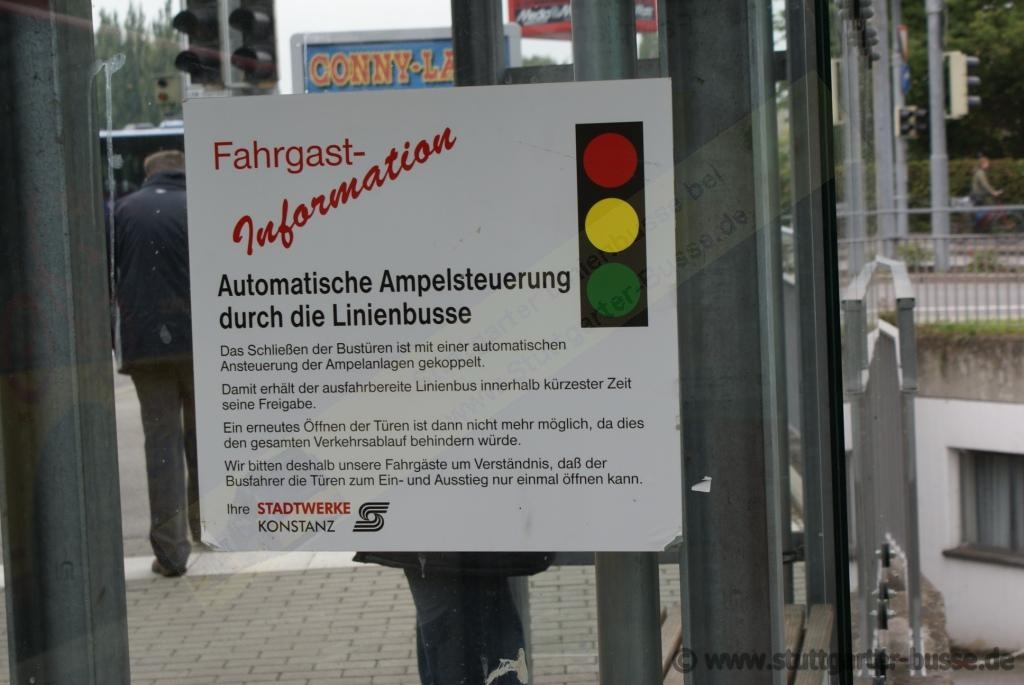 CONNY-LA
Fahrgast-
Information
Automatische Ampelsteuerung
durch die Linienbusse
Das Schließen der Bustüren ist mit einer automatischen
Ansteuerung der Ampelanlagen gekoppelt.
Damit erhält der ausfahrbereite Linienbus innerhalb kürzester Zeit
seine Freigabe.
Ein erneutes Öffnen der Türen ist dann nicht mehr möglich, da dies
den gesamten Verkehrsablauf behindern würde.
Wir bitten deshalb unsere Fahrgäste um Verständnis, daß der
Busfahrer die Türen zum Ein- und Ausstieg nur einmal öffnen kann.
Ihre STADTWERKE
KONSTANZ
© www.stuttgarter-busse.de